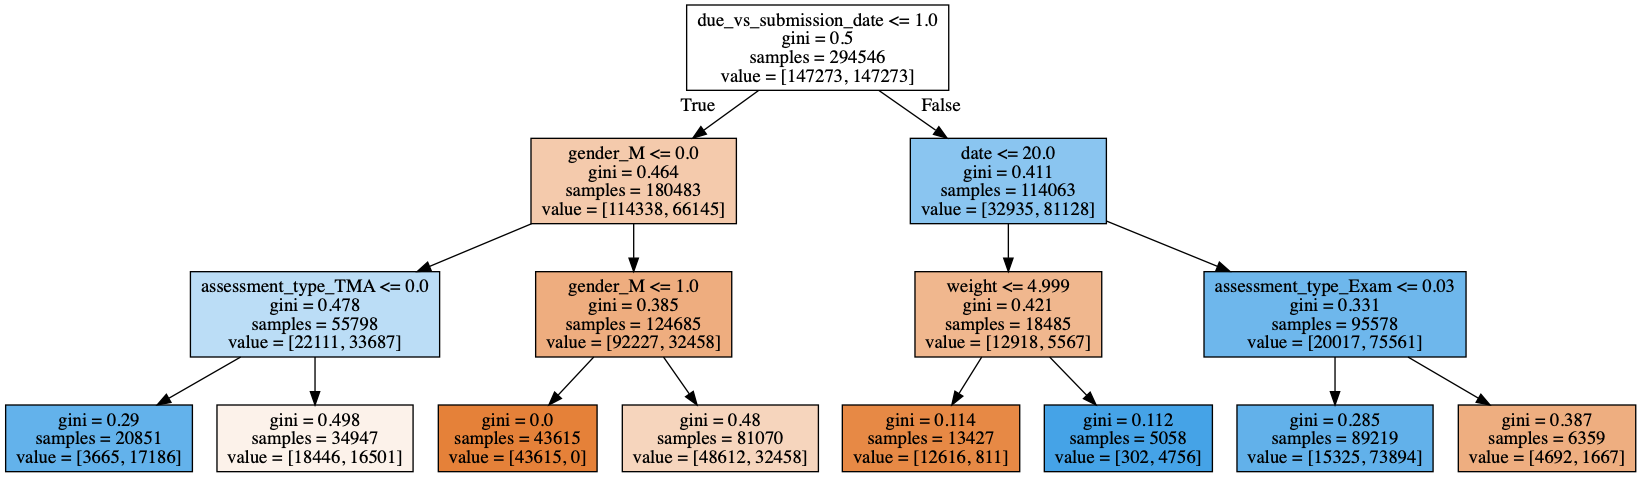 due_vs_submission_date <= 1.0
gini = 0.5
samples = 294546
value = [147273, 147273]
True
False
gender_M <= 0.0
gini = 0.464
samples = 180483
value = [114338, 66145]
date <= 20.0
gini = 0.411
samples = 114063
value = [32935, 81128]
assessment_type_TMA <= 0.0
gini = 0.478
samples = 55798
value = [22111, 33687]
gender_M <= 1.0
gini = 0.385
samples = 124685
value = [92227, 32458]
weight <= 4.999
gini = 0.421
samples = 18485
value = [12918, 5567]
assessment_type_Exam <= 0.03
gini = 0.331
samples = 95578
value = [20017, 75561]
gini = 0.29
samples = 20851
value = [3665, 17186]
gini = 0.498
samples = 34947
value = [18446, 16501]
gini = 0.0
samples = 43615
value = [43615, 0]
gini = 0.48
samples = 81070
value = [48612, 32458]
gini = 0.114
samples = 13427
value = [12616, 811]
gini = 0.112
samples = 5058
value = [302, 4756]
gini = 0.285
samples = 89219
value = [15325, 73894]
gini = 0.387
samples = 6359
value = [4692, 1667]